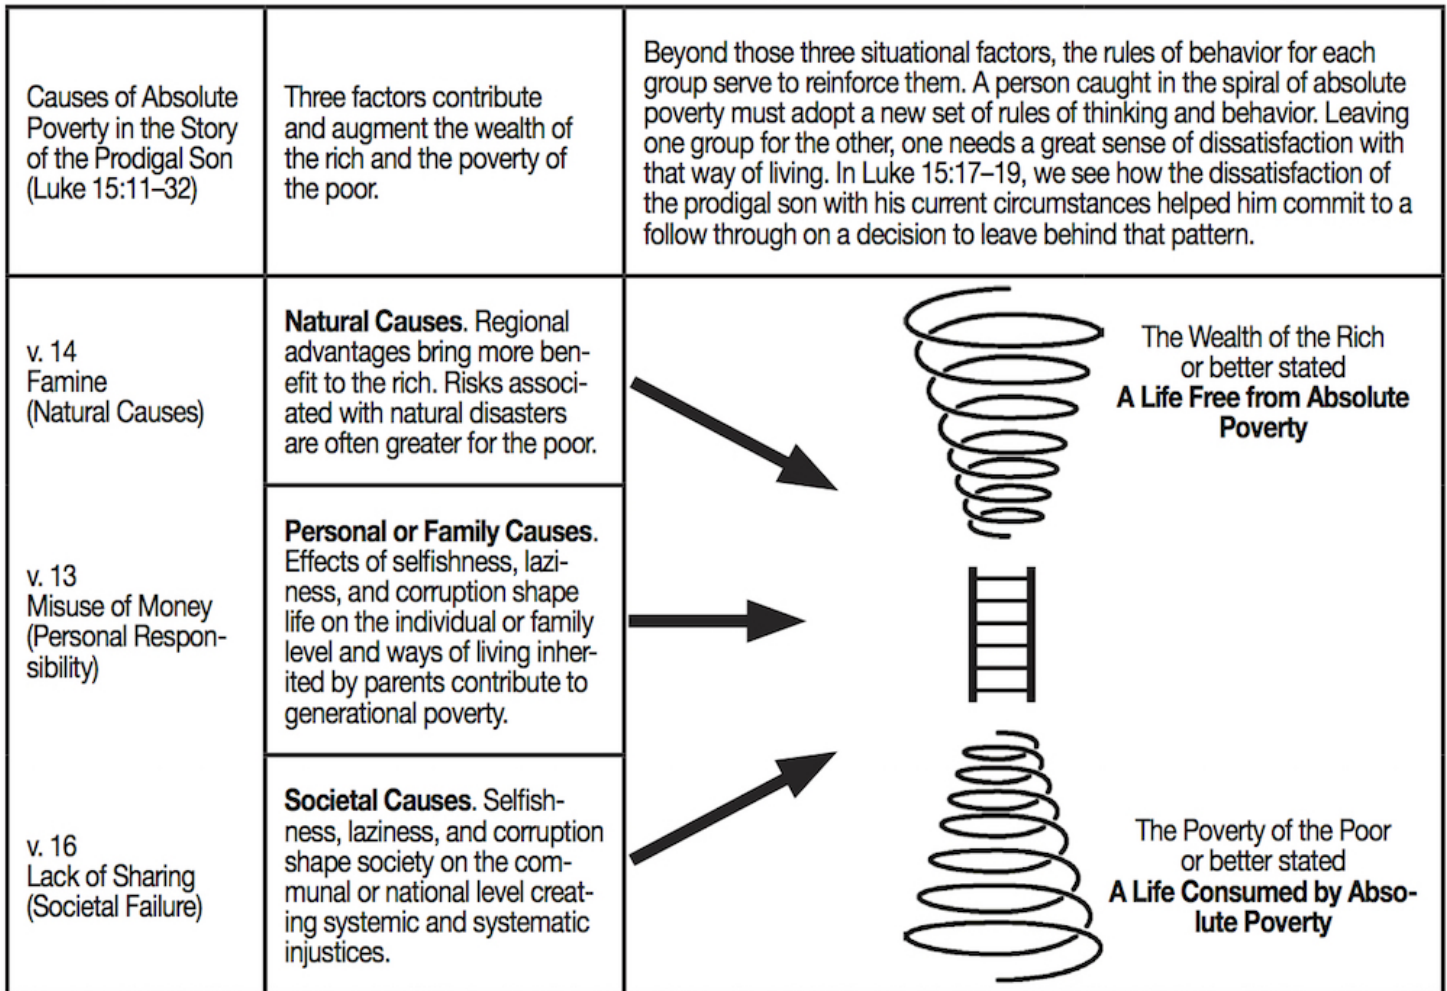 Causes of Absolute
Poverty in the Story
of the Prodigal Son
(Luke 15:11–32)
Three factors contribute
and augment the wealth of
the rich and the poverty of
the poor.
Beyond those three situational factors, the rules of behavior for each
group serve to reinforce them. A person caught in the spiral of absolute
poverty must adopt a new set of rules of thinking and behavior. Leaving
one group for the other, one needs a great sense of dissatisfaction with
that way of living. In Luke 15:17–19, we see how the dissatisfaction of
the prodigal son with his current circumstances helped him commit to a
follow through on a decision to leave behind that pattern.
v. 14
Famine
(Natural Causes)
Natural Causes. Regional
advantages bring more ben-
efit to the rich. Risks associ-
ated with natural disasters
are often greater for the poor.
The Wealth of the Rich
or better stated
A Life Free from Absolute
Poverty
v. 13
Misuse of Money
(Personal Respon-
sibility)
Personal or Family Causes.
Effects of selfishness, lazi-
ness, and corruption shape
life on the individual or family
level and ways of living inher-
ited by parents contribute to
generational poverty.
v. 16
Lack of Sharing
(Societal Failure)
Societal Causes. Selfish-
ness, laziness, and corruption
shape society on the com-
munal or national level creat-
ing systemic and systematic
injustices.
The Poverty of the Poor
or better stated
A Life Consumed by Abso-
lute Poverty